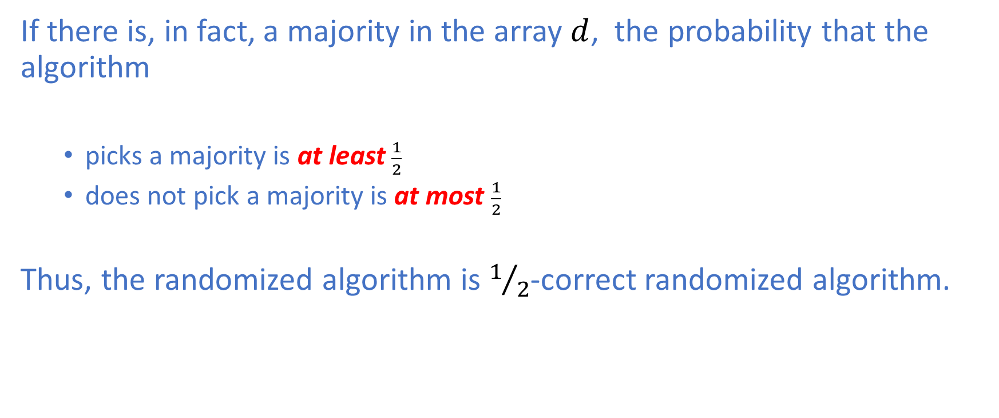 If there is, in fact, a majority in the array d, the probability that the
algorithm
• picks a majority is at least 1/2
• does not pick a majority is at most 1/2
Thus, the randomized algorithm is 1/2-correct randomized algorithm.